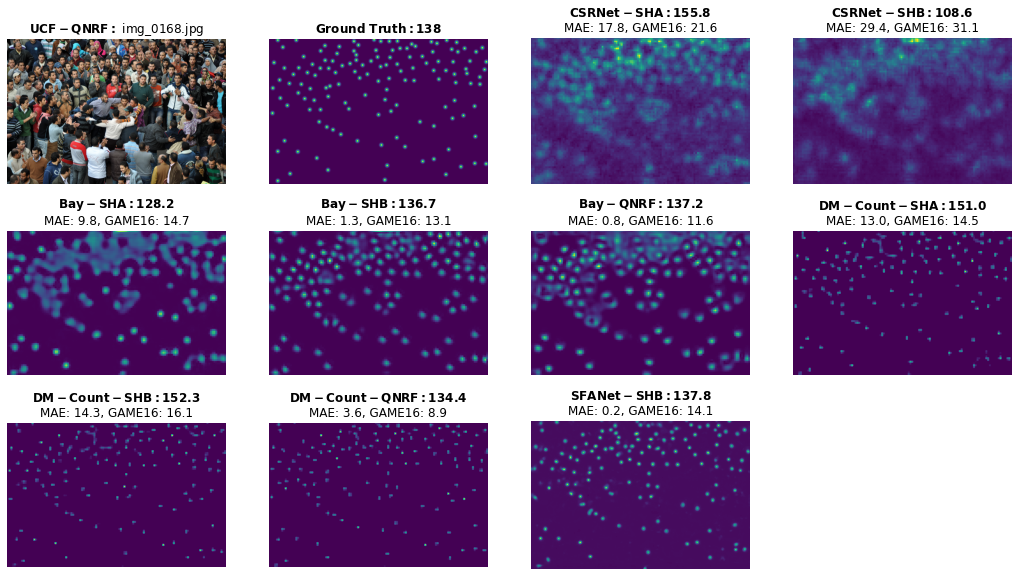 UCF − QNRF : img_0168.jpg
Ground Truth : 138
CSRNet − SHA : 155.8
MAE: 17.8, GAME16: 21.6
CSRNet − SHB : 108.6
MAE: 29.4, GAME16: 31.1
Bay − SHA : 128.2
MAE: 9.8, GAME16: 14.7
Bay − SHB : 136.7
MAE: 1.3, GAME16: 13.1
Bay − QNRF : 137.2
MAE: 0.8, GAME16: 11.6
DM − Count − SHA : 151.0
MAE: 13.0, GAME16: 14.5
DM − Count − SHB : 152.3
MAE: 14.3, GAME16: 16.1
DM − Count − QNRF : 134.4
MAE: 3.6, GAME16: 8.9
SFANet − SHB : 137.8
MAE: 0.2, GAME16: 14.1